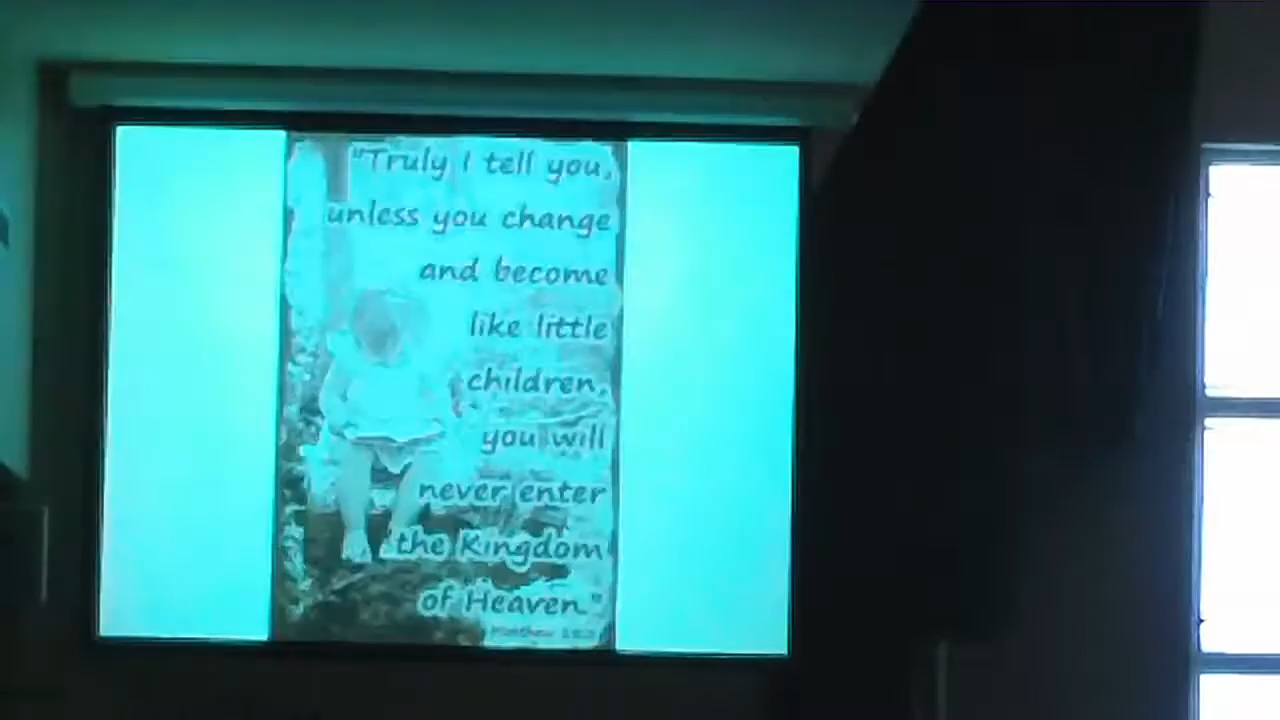 "Truly I tell you,
unless you change
and become
like little
children,
you will
never enter
the Kingdom
of Heaven."
Matthew